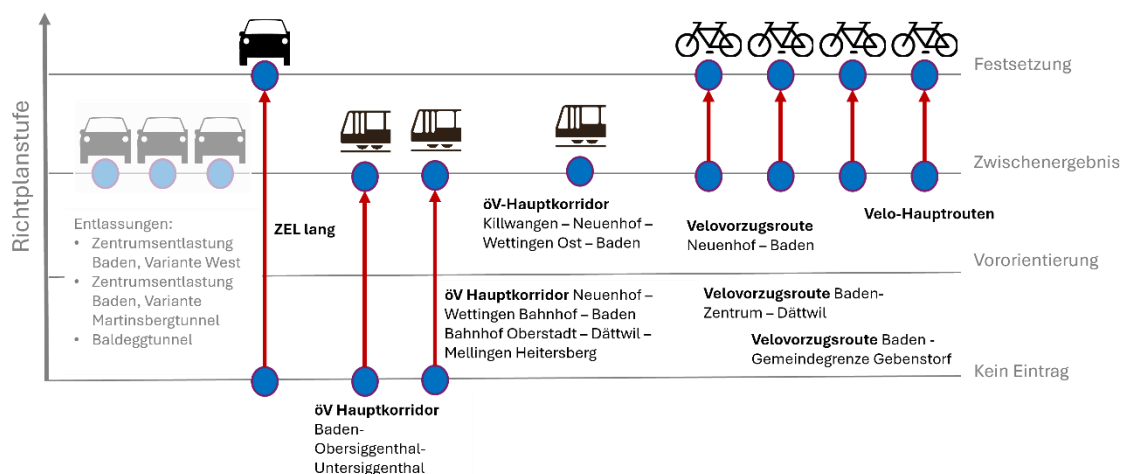 Richtplanstufe
Festsetzung
Zwischenergebnis
Vororientierung
Kein Eintrag
Entlassungen:
• Zentrumsentlastung
Baden, Variante West
• Zentrumsentlastung
Baden, Variante
Martinsbergtunnel
• Baldeggtunnel
ZEL lang
öV Hauptkorridor
Baden-
Obersiggenthal-
Untersiggenthal
öV Hauptkorridor Neuenhof –
Wettingen Bahnhof – Baden
Bahnhof Oberstadt – Dättwil –
Mellingen Heitersberg
öV-Hauptkorridor
Killwangen – Neuenhof –
Wettingen Ost – Baden
Velovorzugsroute
Neuenhof – Baden
Velovorzugsroute Baden-
Zentrum – Dättwil
Velovorzugsroute Baden -
Gemeindegrenze Gebenstorf
Velo-Hauptrouten